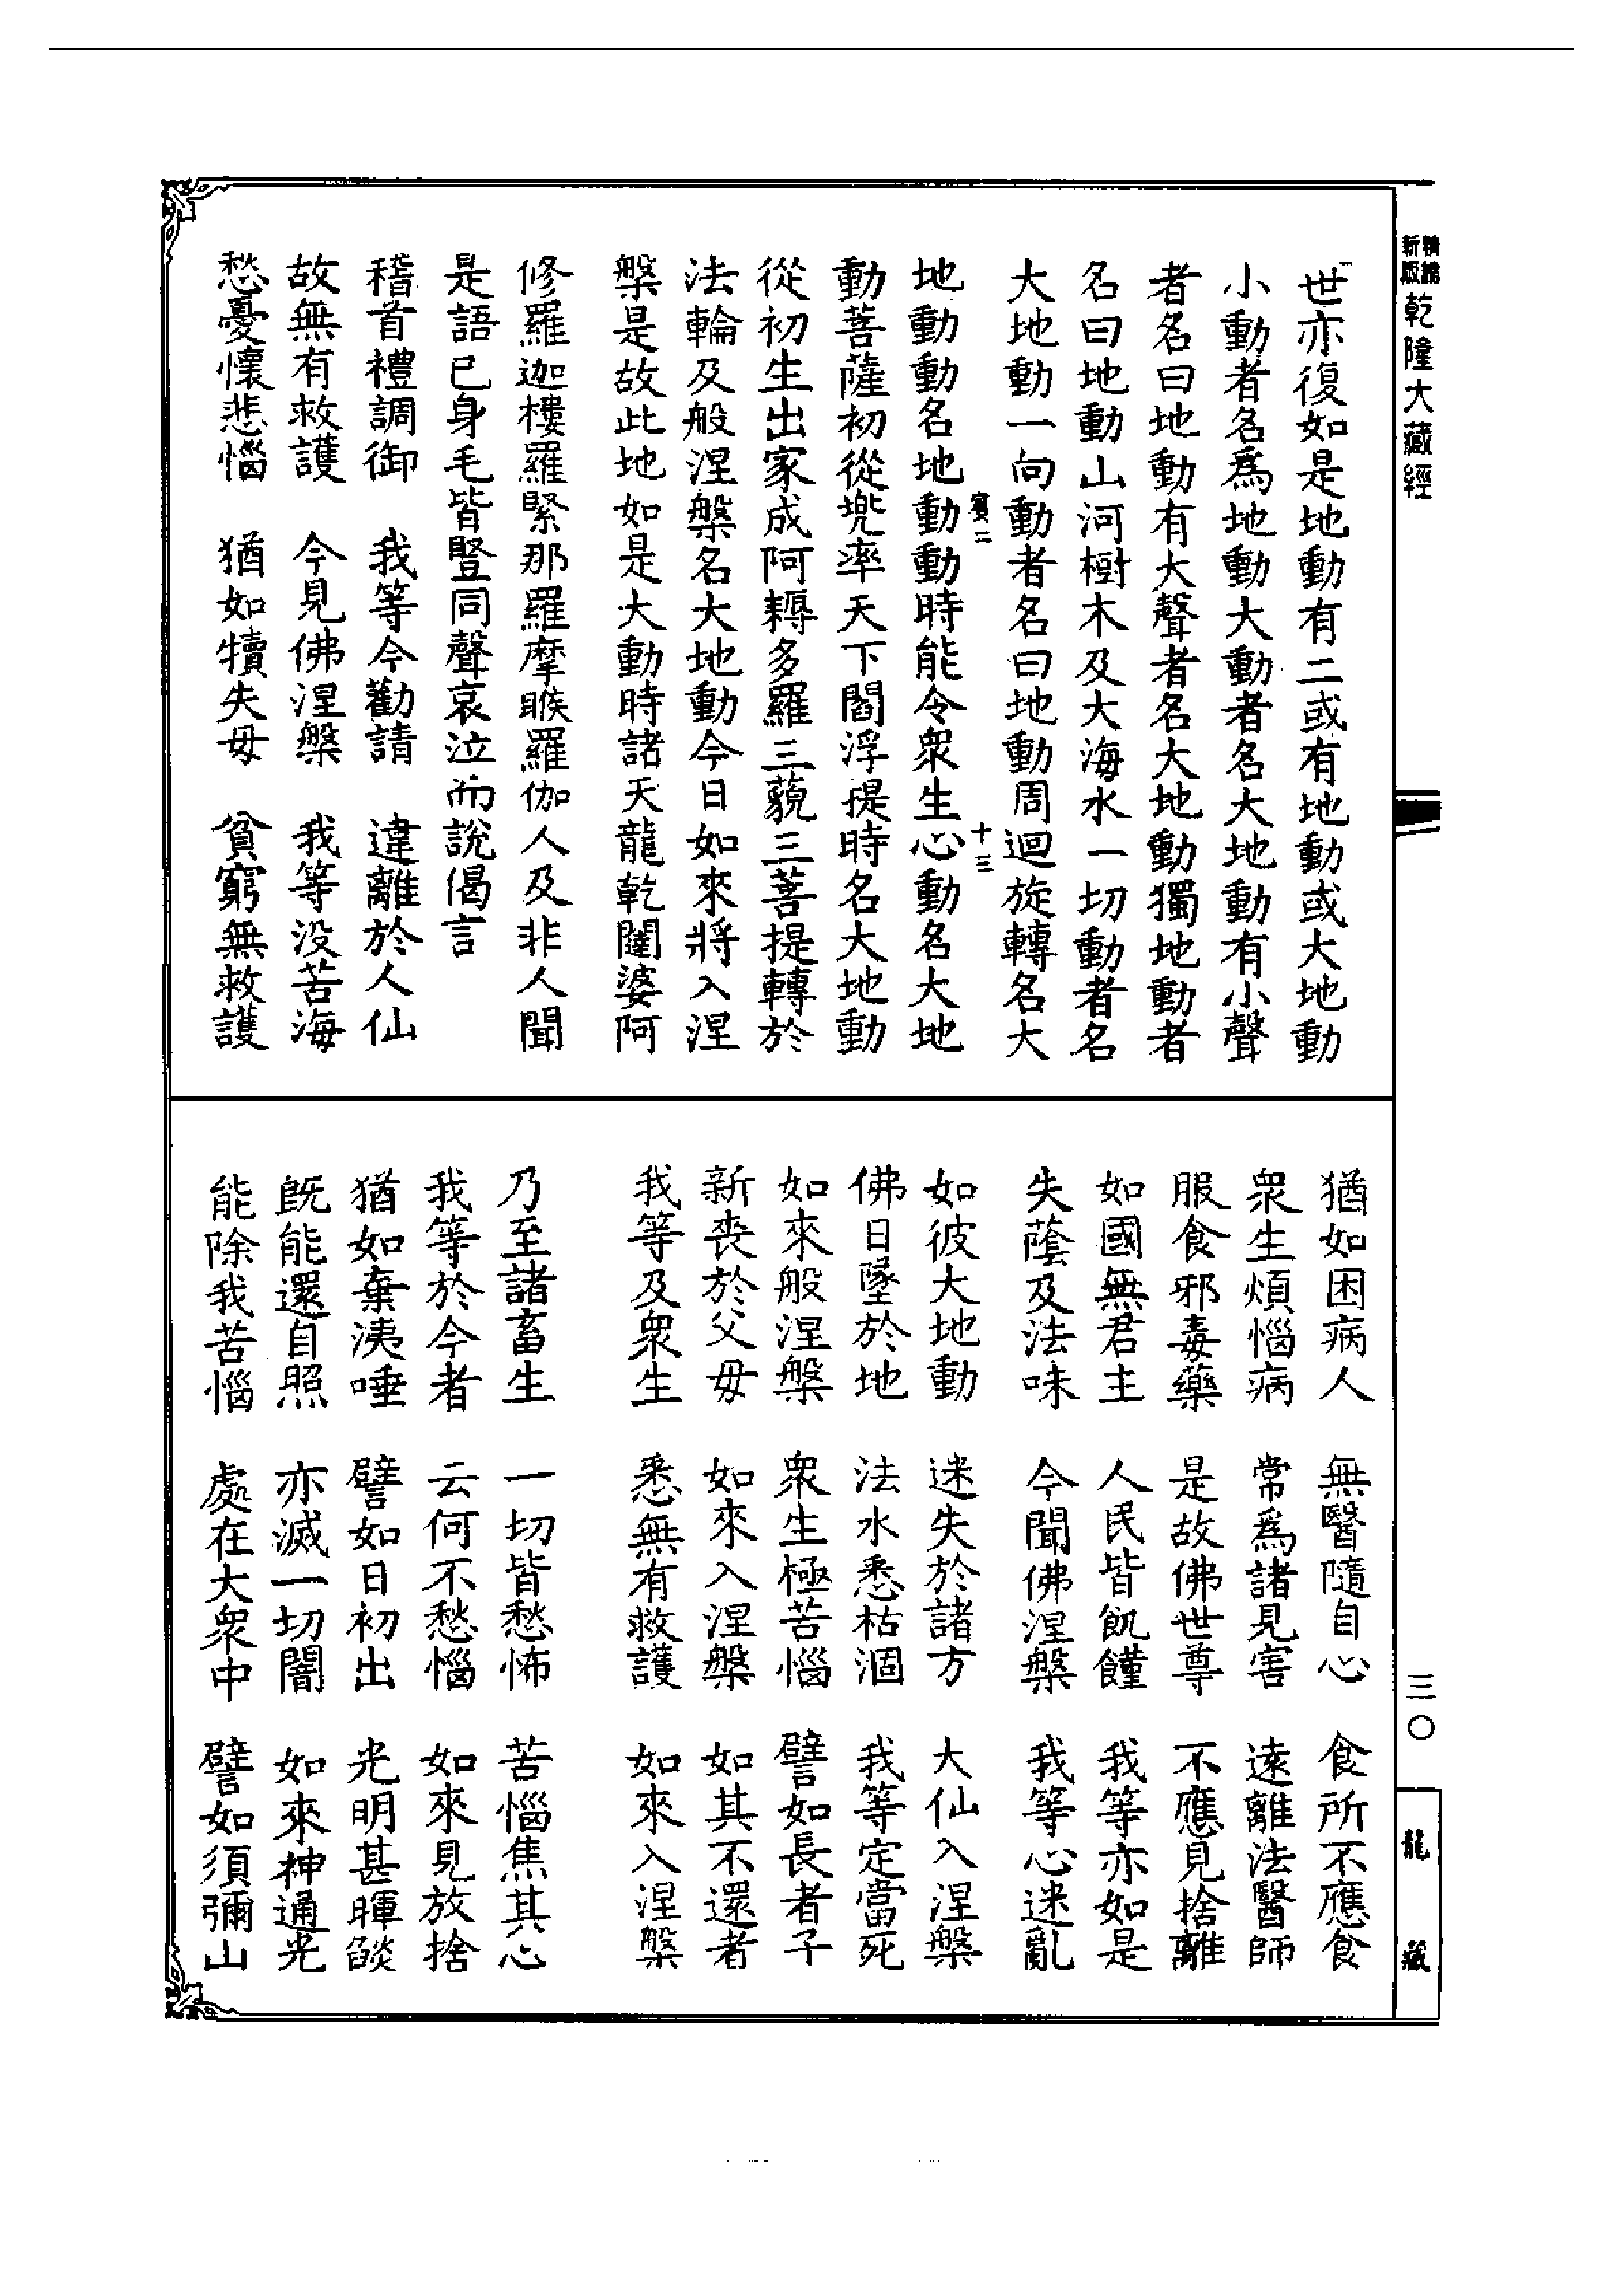 精鐫
新版
乾隆大藏經
三〇
龍藏
世亦復如是地動有二或有地動或大地動
小動者名爲地動大動者名大地動有小聲
者名曰地動有大聲者名大地動獨地動者
名曰地動山河樹木及大海水一切動者名
大地動一向動者名曰地動周迴旋轉名大
賓二 十三
地動動名地動動時能令衆生心動名大地
動菩薩初從兜率天下閻浮提時名大地動
從初生出家成阿耨多羅三藐三菩提轉於
法輪及般涅槃名大地動今日如來將入涅
槃是故此地如是大動時諸天龍乾闥婆阿
修羅迦樓羅緊那羅摩睺羅伽人及非人聞
是語已身毛皆豎同聲哀泣而說偈言
稽首禮調御 我等今勸請 違離於人仙
故無有救護 今見佛涅槃 我等没苦海
愁憂懷悲惱 猶如犢失母 貧窮無救護
猶如困病人 無醫隨自心 食所不應食
衆生煩惱病 常爲諸見害 遠離法醫師
服食邪毒藥 是故佛世尊 不應見捨離
如國無君主 人民皆飢饉 我等亦如是
失蔭及法味 今聞佛涅槃 我等心迷亂
如彼大地動 迷失於諸方 大仙入涅槃
佛日墜於地 法水悉枯涸 我等定當死
如來般涅槃 衆生極苦惱 譬如長者子
新喪於父母 如來入涅槃 如其不還者
我等及衆生 悉無有救護 如來入涅槃
乃至諸畜生 一切皆愁怖 苦惱焦其心
我等於今者 云何不愁惱 如來見放捨
猶如棄洟唾 譬如日初出 光明甚暉燄
旣能還自照 亦滅一切闇 如來神通光
能除我苦惱 處在大衆中 譬如須彌山